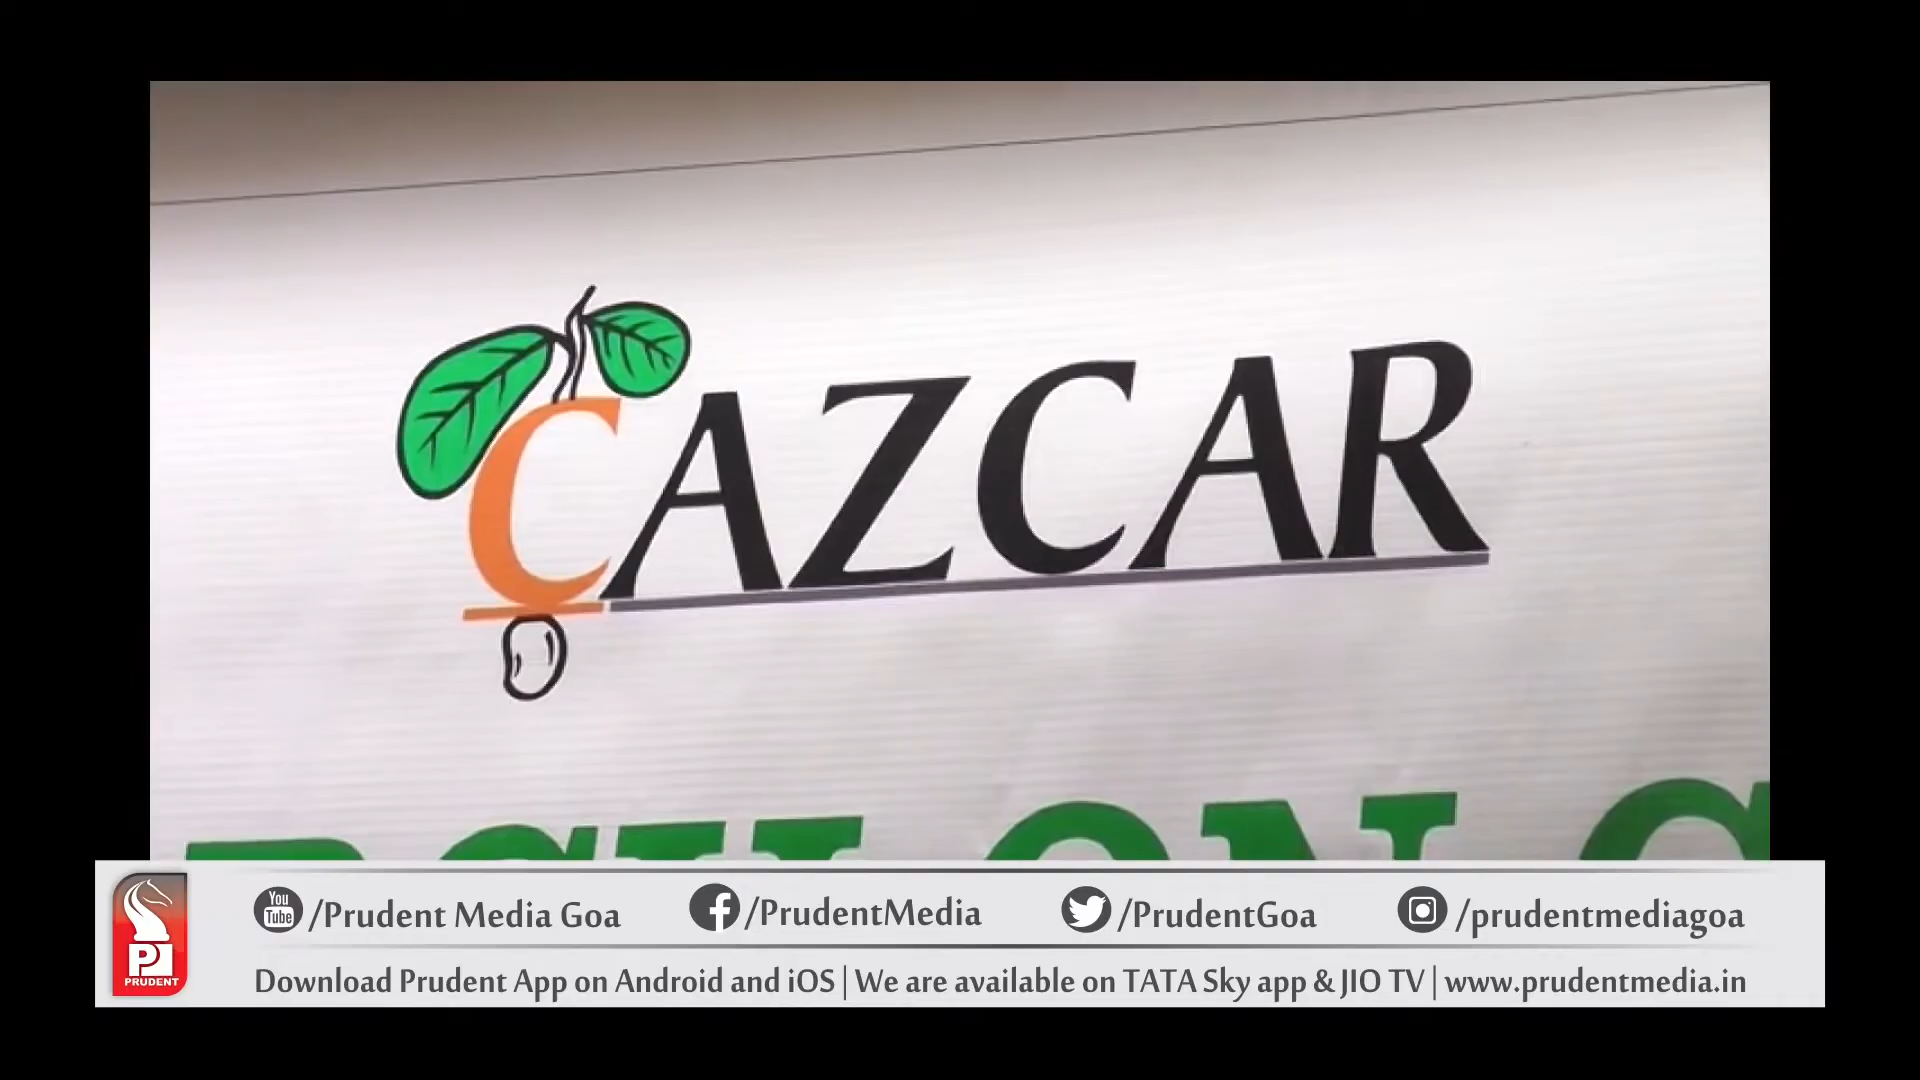 CAZCAR
You Tube /Prudent Media Goa /PrudentMedia /PrudentGoa /prudentmediagoa
PRUDENT
Download Prudent App on Android and iOS | We are available on TATA Sky app & JIO TV | www.prudentmedia.in